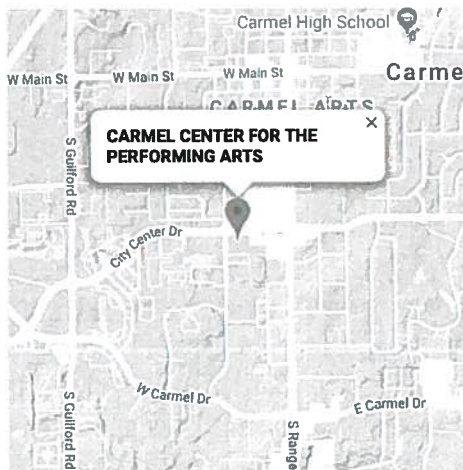 Carmel High School
W Main St
W Main St
W Main St
Carme
CARMEL ARTS
×
CARMEL CENTER FOR THE
PERFORMING ARTS
S Guilford Rd
City Center Dr
W Carmel Dr
E Carmel Dr
S Guilford Rd
S Range